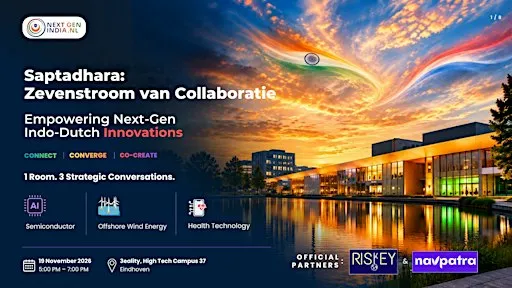 NEXT GEN
INDIA.NL
1 / 8
Saptadhara:
Zevenstroom van Collaboratie
Empowering Next-Gen
Indo-Dutch Innovations
CONNECT | CONVERGE | CO-CREATE
1 Room. 3 Strategic Conversations.
AI
Semiconductor
Offshore Wind Energy
Health Technology
19 November 2026
5:00 PM – 7:00 PM
3eality, High Tech Campus 37
Eindhoven
OFFICIAL
PARTNERS
RISKEY
&
navpatra